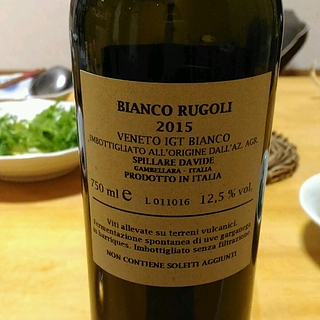 BIANCO RUGOLI
2015
VENETO IGT BIANCO
IMBOTTIGLIATO ALL'ORIGINE DALL'AZ. AGR.
SPILLARE DAVIDE
GAMBELLARA - ITALIA
PRODOTTO IN ITALIA
750 ml e L 011016 12,5 % vol.
Viti allevate su terreni vulcanici.
Fermentazione spontanea di uve garganega
in barriques. Imbottigliato senza filtrazioni.
NON CONTIENE SOLFITI AGGIUNTI